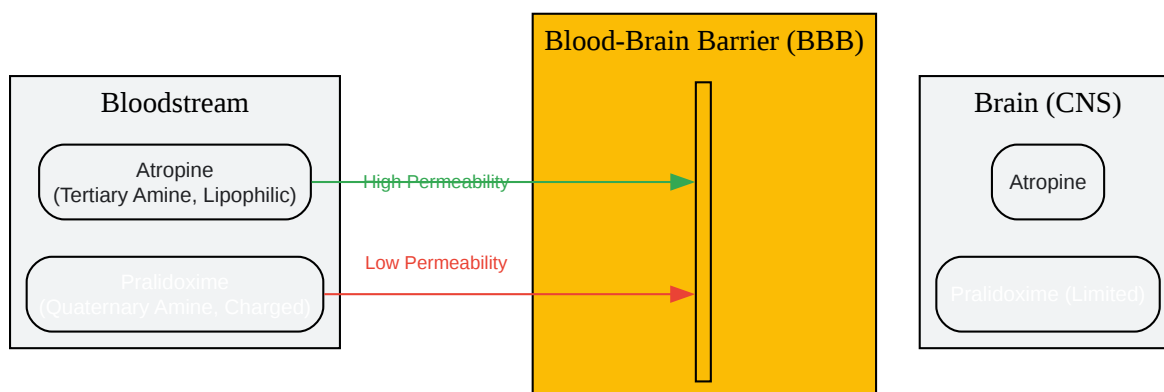 Blood-Brain Barrier (BBB)
Bloodstream
Brain (CNS)
Atropine
(Tertiary Amine, Lipophilic)
High Permeability
Atropine
Low Permeability
Pralidoxime
(Quaternary Amine, Charged)
Pralidoxime (Limited)